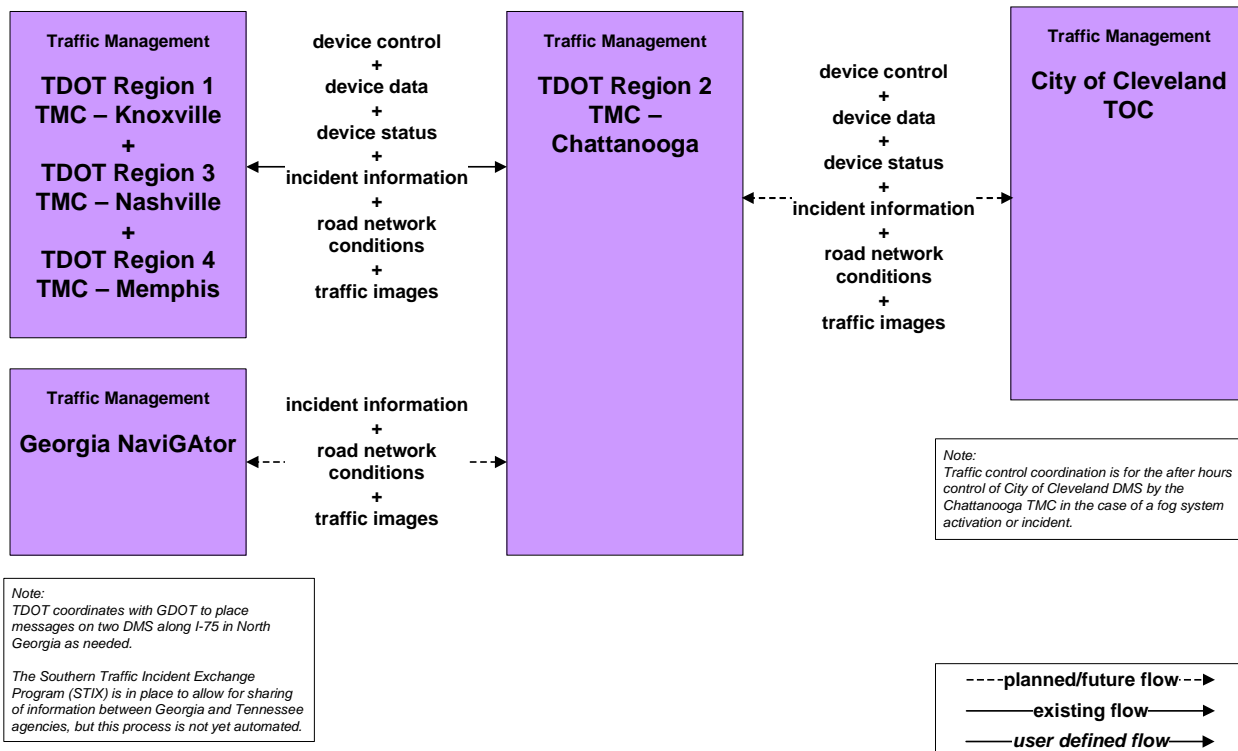 Traffic Management
TDOT Region 1
TMC – Knoxville
+
TDOT Region 3
TMC – Nashville
+
TDOT Region 4
TMC – Memphis
device control
+
device data
+
device status
+
incident information
+
road network
conditions
+
traffic images
Traffic Management
TDOT Region 2
TMC –
Chattanooga
device control
+
device data
+
device status
+
incident information
+
road network
conditions
+
traffic images
Traffic Management
City of Cleveland
TOC
Traffic Management
Georgia NaviGAtor
incident information
+
road network
conditions
+
traffic images
Note:
Traffic control coordination is for the after hours
control of City of Cleveland DMS by the
Chattanooga TMC in the case of a fog system
activation or incident.
Note:
TDOT coordinates with GDOT to place
messages on two DMS along I-75 in North
Georgia as needed.
The Southern Traffic Incident Exchange
Program (STIX) is in place to allow for sharing
of information between Georgia and Tennessee
agencies, but this process is not yet automated.
planned/future flow
existing flow
user defined flow